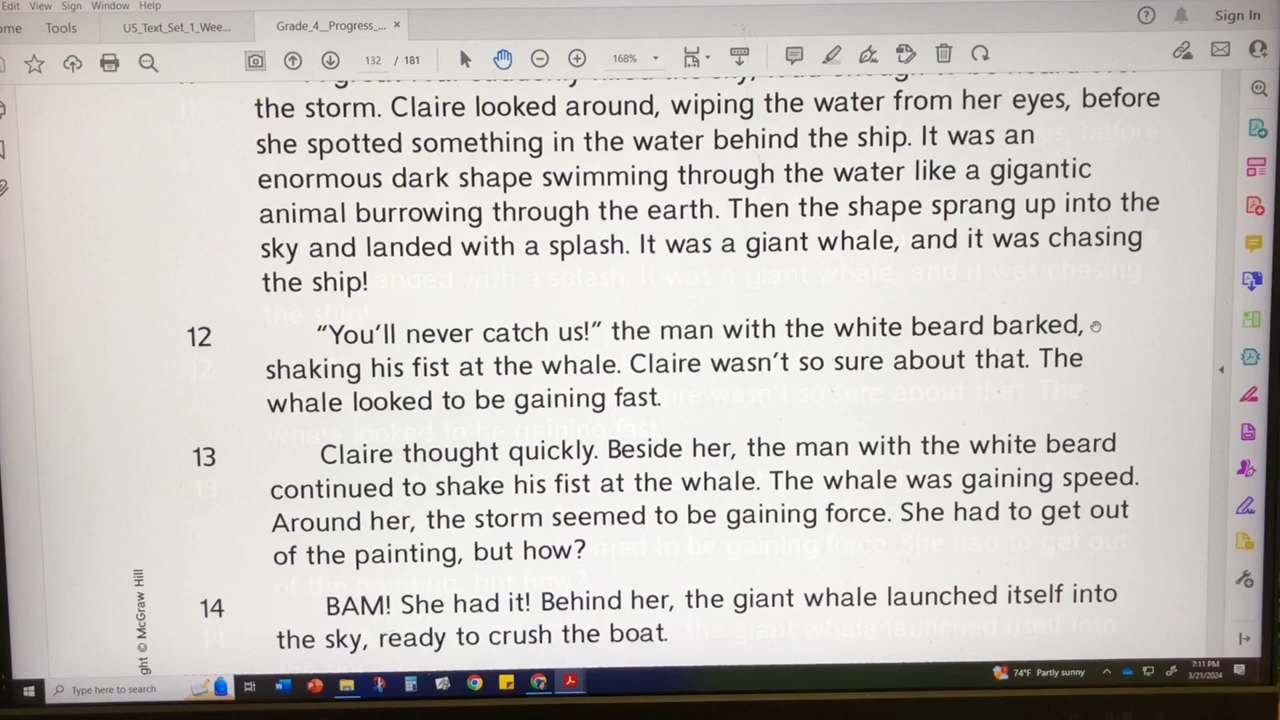 Edit View Sign Window Help
ome Tools U5_Text_Set_1_Wee... Grade_4__Progress_... × Sign In
132 / 181 168%
the storm. Claire looked around, wiping the water from her eyes, before
she spotted something in the water behind the ship. It was an
enormous dark shape swimming through the water like a gigantic
animal burrowing through the earth. Then the shape sprang up into the
sky and landed with a splash. It was a giant whale, and it was chasing
the ship!
12 “You’ll never catch us!” the man with the white beard barked,
shaking his fist at the whale. Claire wasn’t so sure about that. The
whale looked to be gaining fast.
13 Claire thought quickly. Beside her, the man with the white beard
continued to shake his fist at the whale. The whale was gaining speed.
Around her, the storm seemed to be gaining force. She had to get out
of the painting, but how?
14 BAM! She had it! Behind her, the giant whale launched itself into
the sky, ready to crush the boat.
ght © McGraw Hill
Type here to search
74°F Partly sunny
7:11 PM
3/21/2024